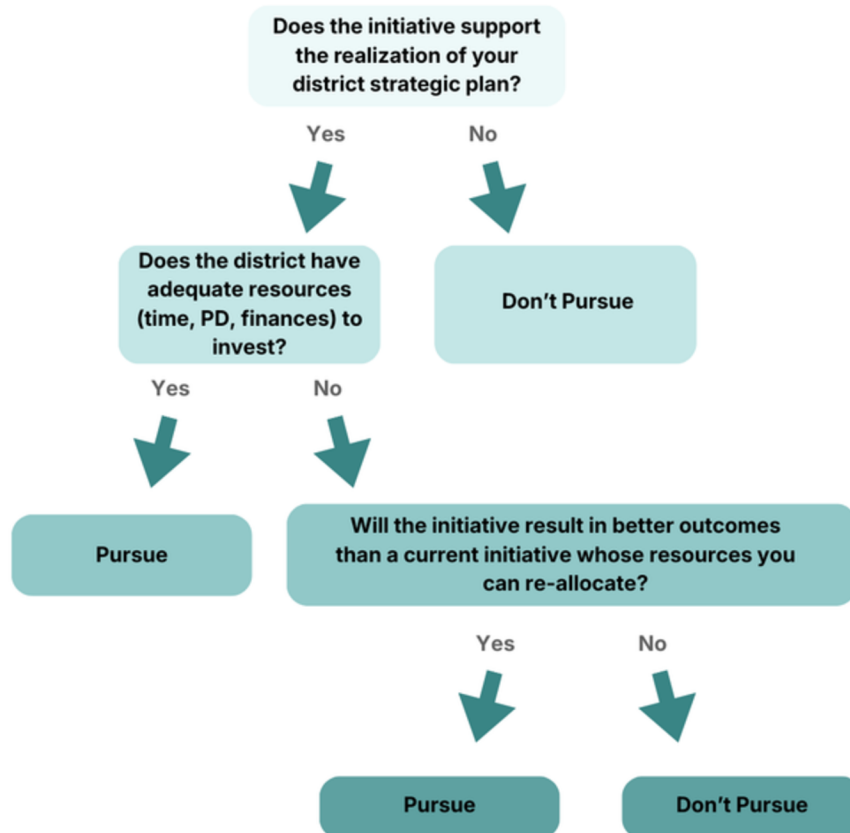 Does the initiative support
the realization of your
district strategic plan?
Yes
No
Does the district have
adequate resources
(time, PD, finances) to
invest?
Don’t Pursue
Yes
No
Pursue
Will the initiative result in better outcomes
than a current initiative whose resources you
can re-allocate?
Yes
No
Pursue
Don’t Pursue